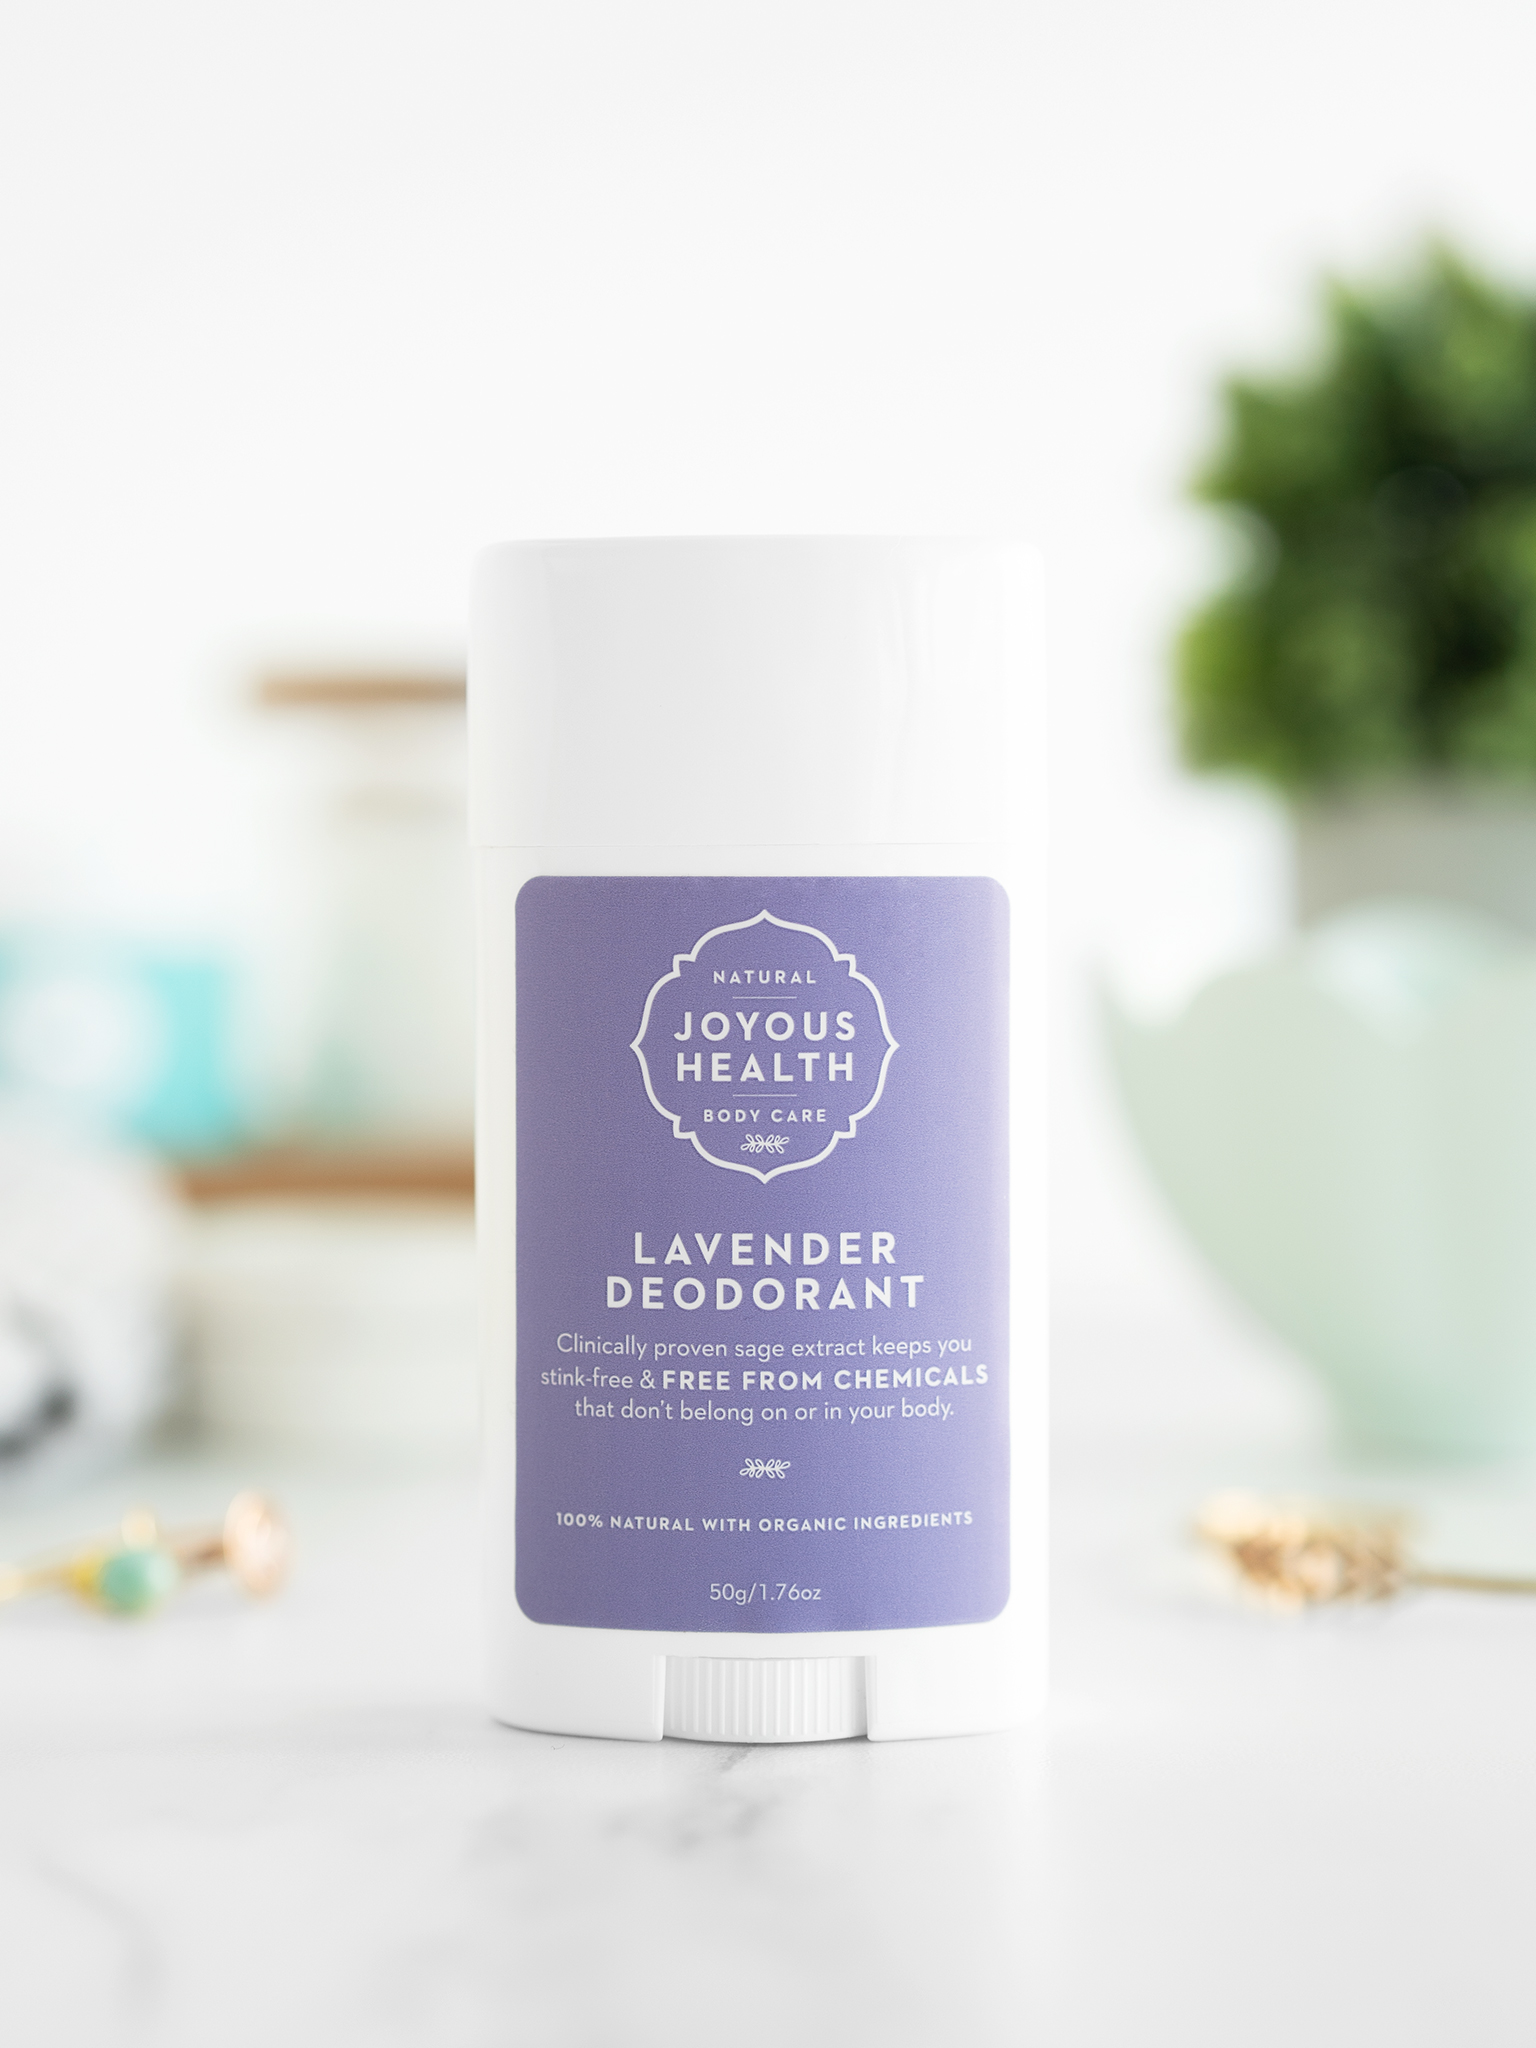 NATURAL
JOYOUS
HEALTH
BODY CARE
LAVENDER
DEODORANT
Clinically proven sage extract keeps you
stink-free & FREE FROM CHEMICALS
that don't belong on or in your body.
100% NATURAL WITH ORGANIC INGREDIENTS
50g/1.76oz